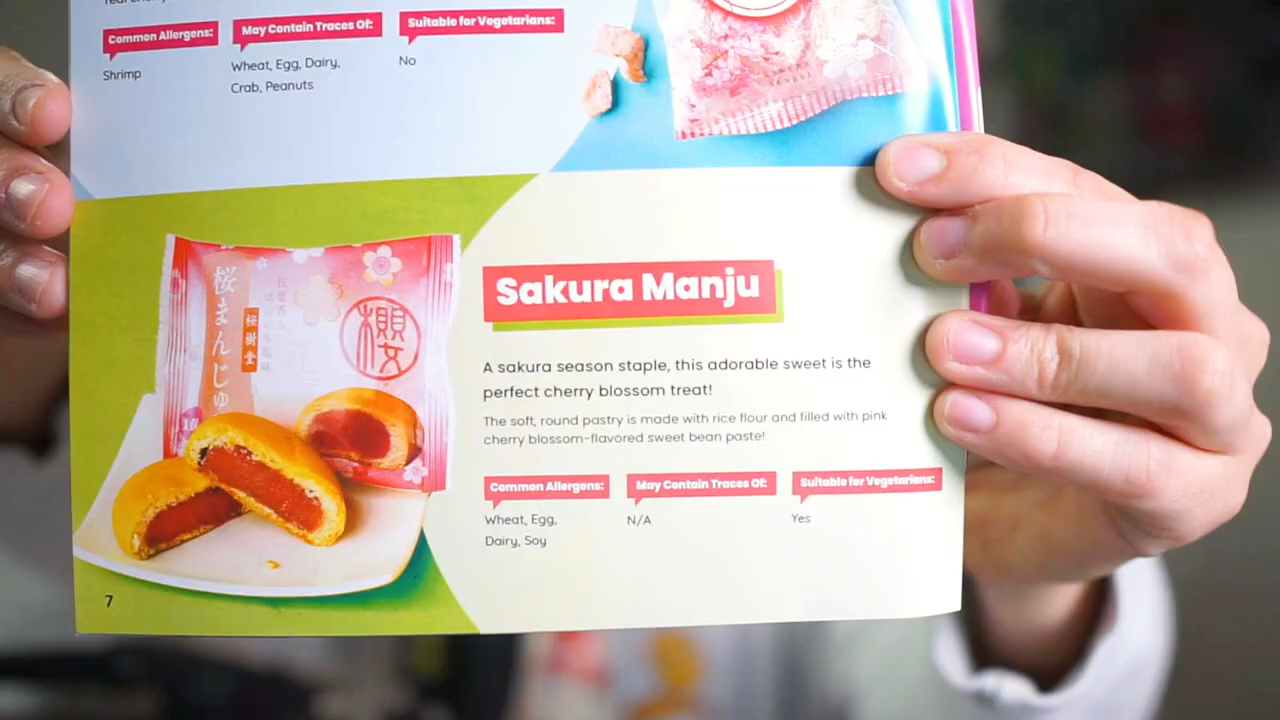 Common Allergens:
May Contain Traces Of:
Suitable for Vegetarians:
Shrimp
Wheat, Egg, Dairy,
Crab, Peanuts
No
桜まんじゅ
桜樹堂
櫻
Sakura Manju
A sakura season staple, this adorable sweet is the
perfect cherry blossom treat!
The soft, round pastry is made with rice flour and filled with pink
cherry blossom-flavored sweet bean paste!
Common Allergens:
May Contain Traces Of:
Suitable for Vegetarians:
Wheat, Egg,
Dairy, Soy
N/A
Yes
7